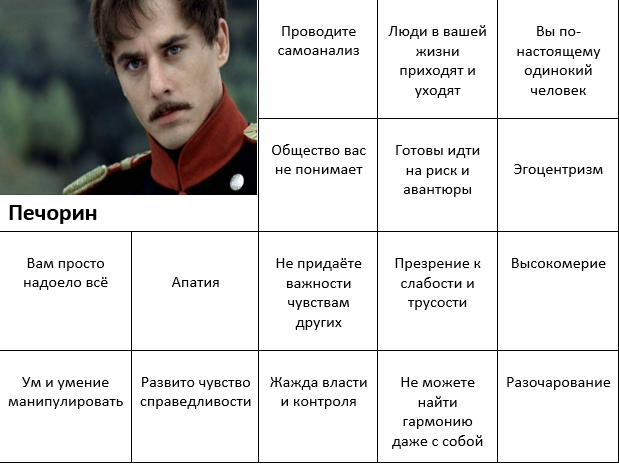 Проводите
самоанализ
Люди в вашей
жизни
приходят и
уходят
Вы по-
настоящему
одинокий
человек
Общество вас
не понимает
Готовы идти
на риск и
авантюры
Эгоцентризм
Печорин
Вам просто
надоело всё
Апатия
Не придаёте
важности
чувствам
других
Презрение к
слабости и
трусости
Высокомерие
Ум и умение
манипулировать
Развито чувство
справедливости
Жажда власти
и контроля
Не можете
найти
гармонию
даже с собой
Разочарование